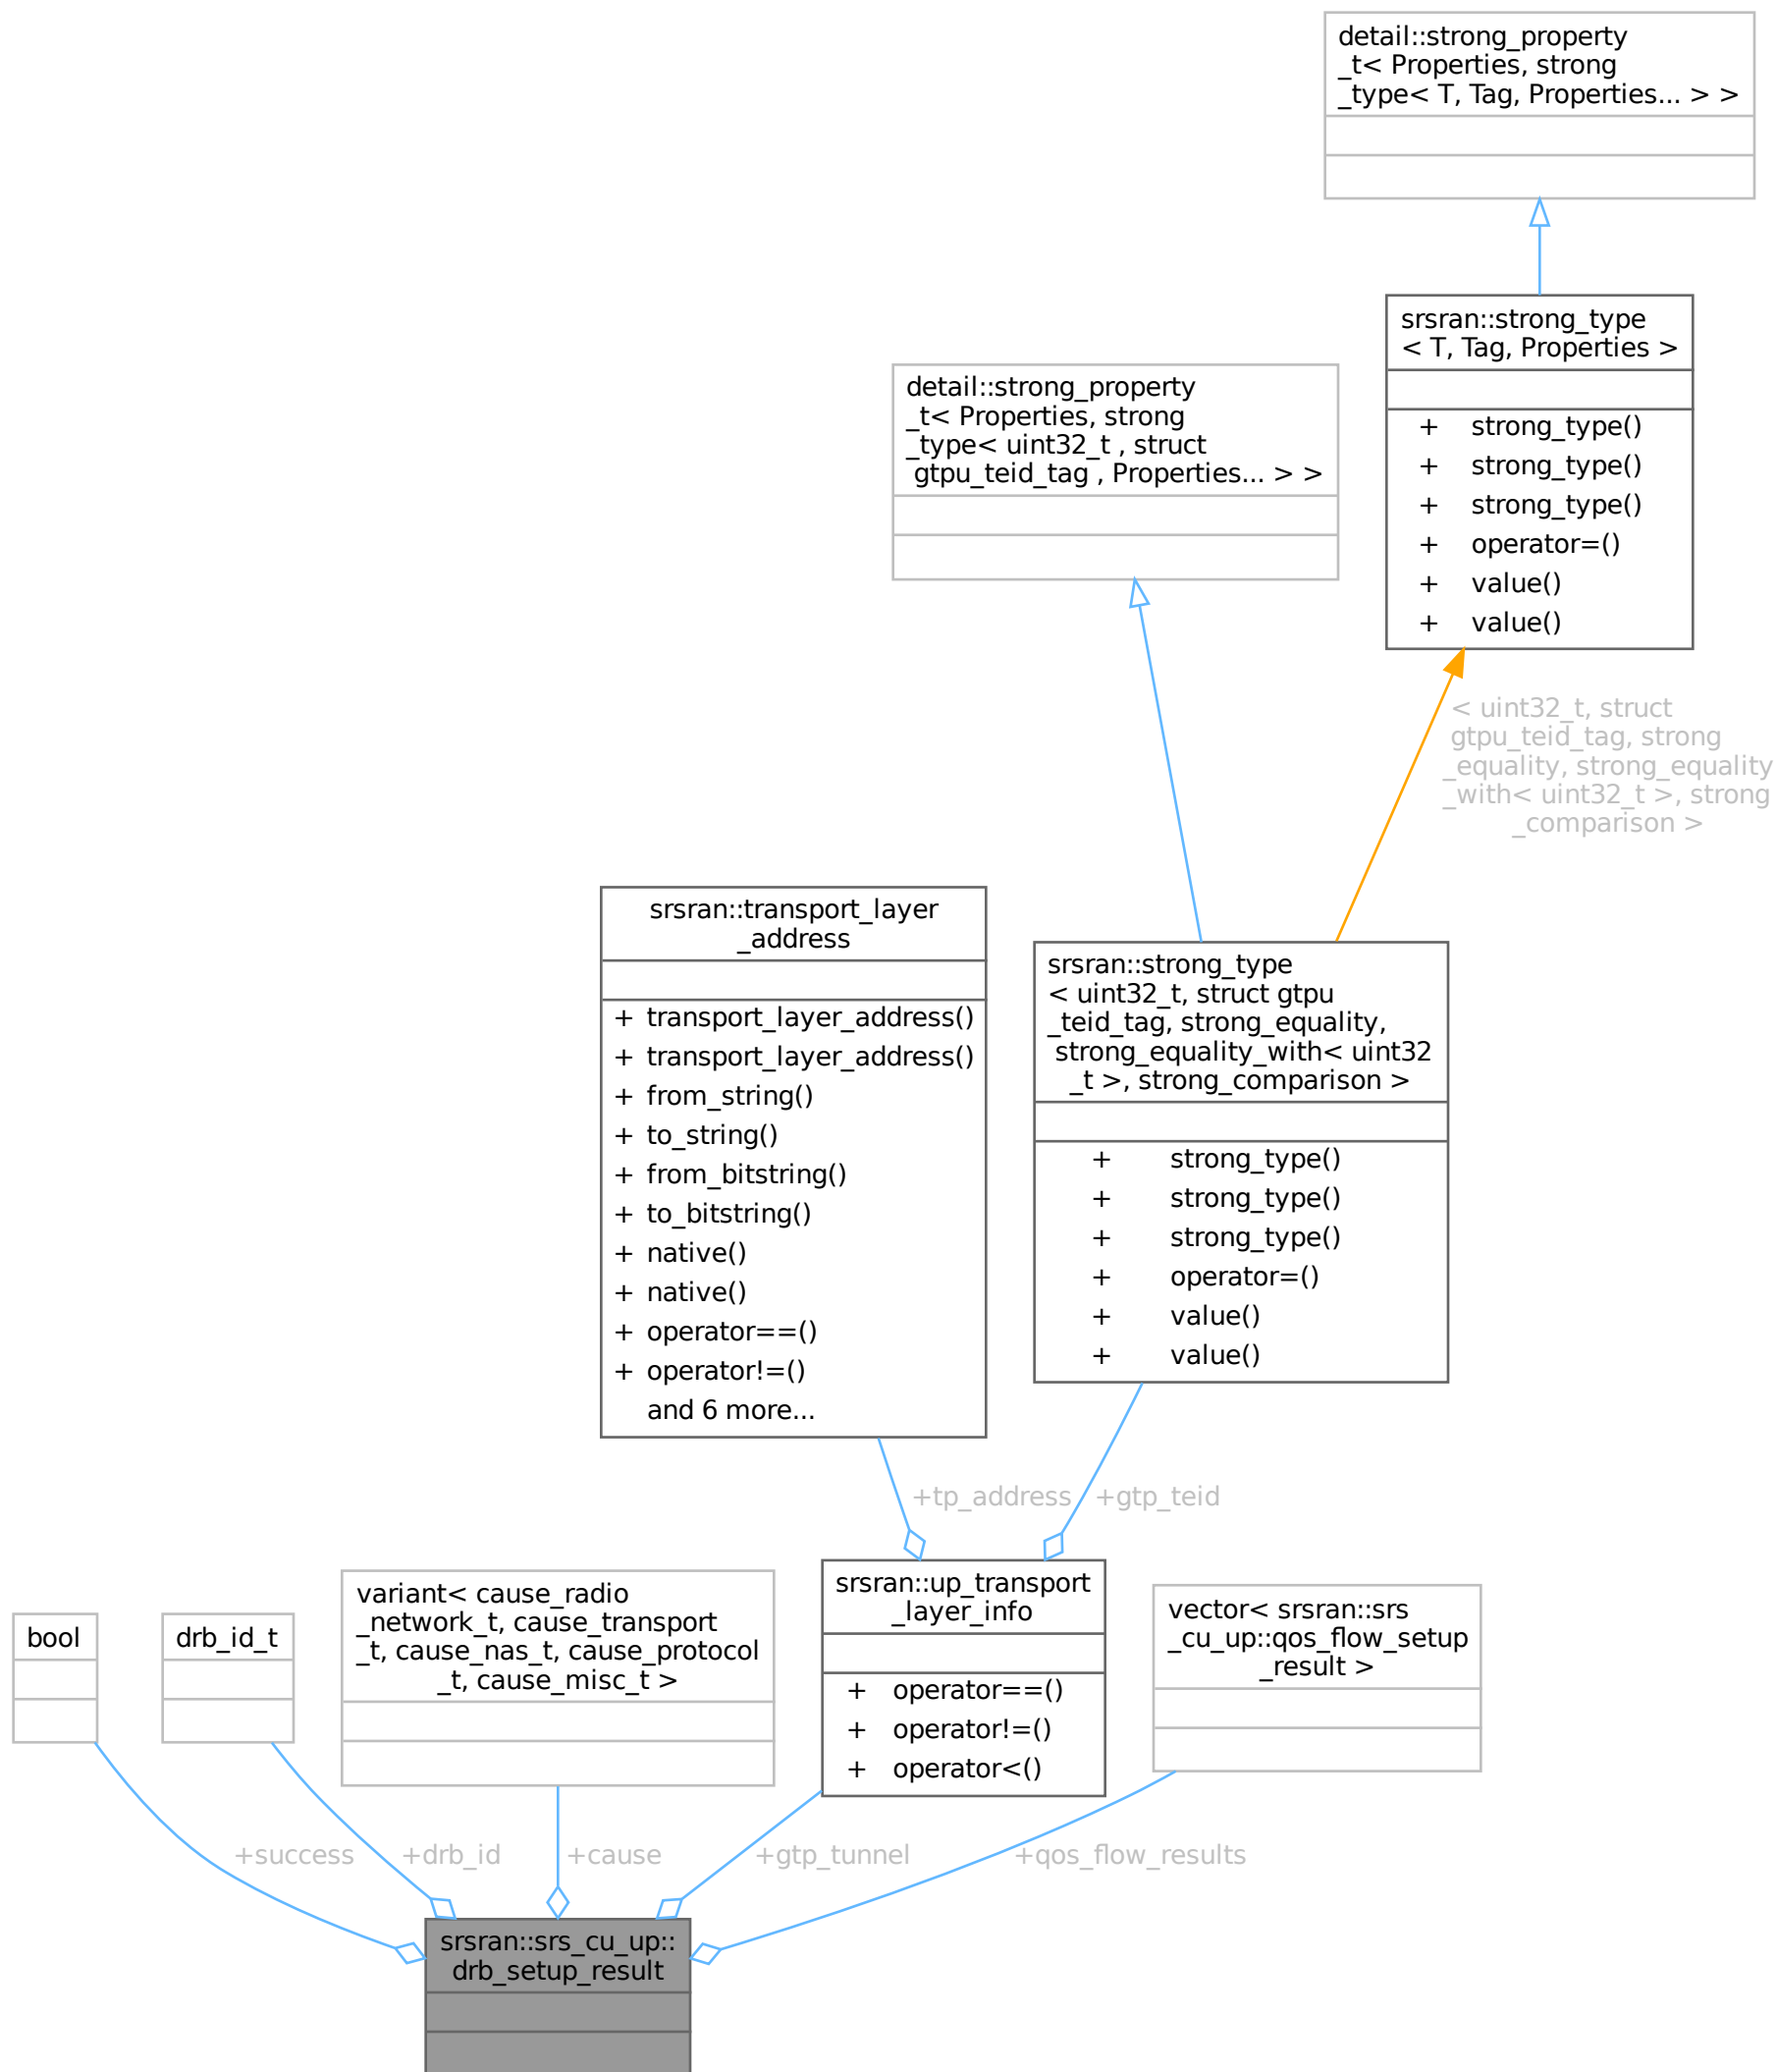 detail::strong_property
_t< Properties, strong
_type< T, Tag, Properties... > >
srsran::strong_type
< T, Tag, Properties >
+ strong_type()
+ strong_type()
+ strong_type()
+ operator=()
+ value()
+ value()
detail::strong_property
_t< Properties, strong
_type< uint32_t , struct
gtpu_teid_tag , Properties... > >
< uint32_t, struct
gtpu_teid_tag, strong
_equality, strong_equality
_with< uint32_t >, strong
_comparison >
srsran::transport_layer
_address
+ transport_layer_address()
+ transport_layer_address()
+ from_string()
+ to_string()
+ from_bitstring()
+ to_bitstring()
+ native()
+ native()
+ operator==()
+ operator!=()
and 6 more...
srsran::strong_type
< uint32_t, struct gtpu
_teid_tag, strong_equality,
strong_equality_with< uint32
_t >, strong_comparison >
+ strong_type()
+ strong_type()
+ strong_type()
+ operator=()
+ value()
+ value()
+tp_address
+gtp_teid
bool
drb_id_t
variant< cause_radio
_network_t, cause_transport
_t, cause_nas_t, cause_protocol
_t, cause_misc_t >
srsran::up_transport
_layer_info
+ operator==()
+ operator!=()
+ operator<()
vector< srsran::srs
_cu_up::qos_flow_setup
_result >
+success
+drb_id
+cause
+gtp_tunnel
+qos_flow_results
srsran::srs_cu_up::
drb_setup_result